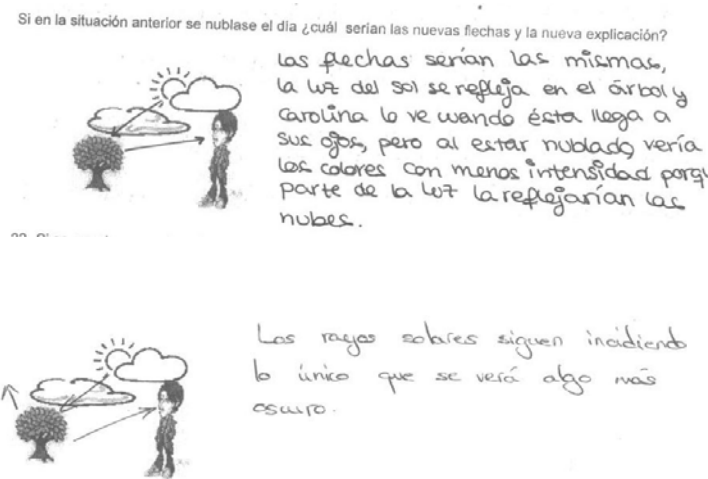 Si en la situación anterior se nublase el día ¿cuál serían las nuevas flechas y la nueva explicación?
Las flechas serían las mismas,
la luz del sol se refleja en el árbol y
Carolina lo ve cuando ésta llega a
sus ojos, pero al estar nublado vería
los colores con menos intensidad porqu
parte de la luz la reflejarían las
nubes.
Los rayos solares siguen incidiendo
lo único que se verá algo más
oscuro.